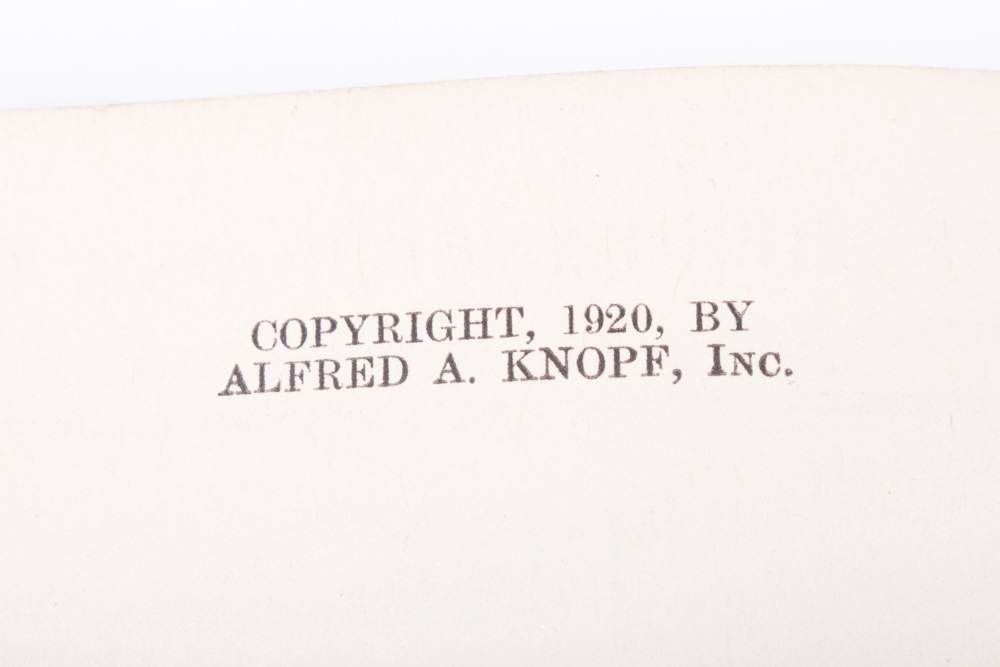 COPYRIGHT, 1920, BY
ALFRED A. KNOPF, Inc.